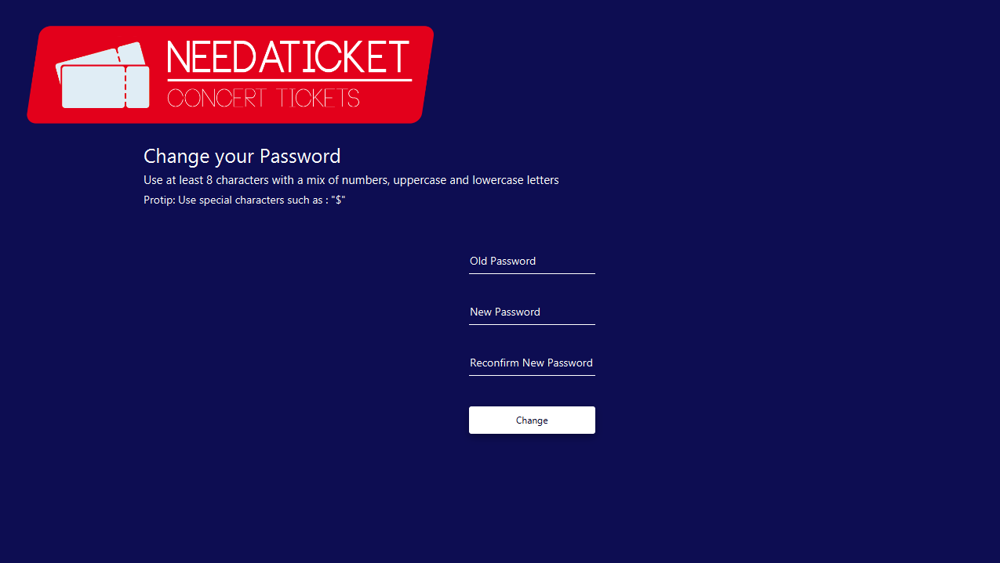 NEEDATICKET
CONCERT TICKETS
Change your Password
Use at least 8 characters with a mix of numbers, uppercase and lowercase letters
Protip: Use special characters such as : "$"
Old Password
New Password
Reconfirm New Password
Change